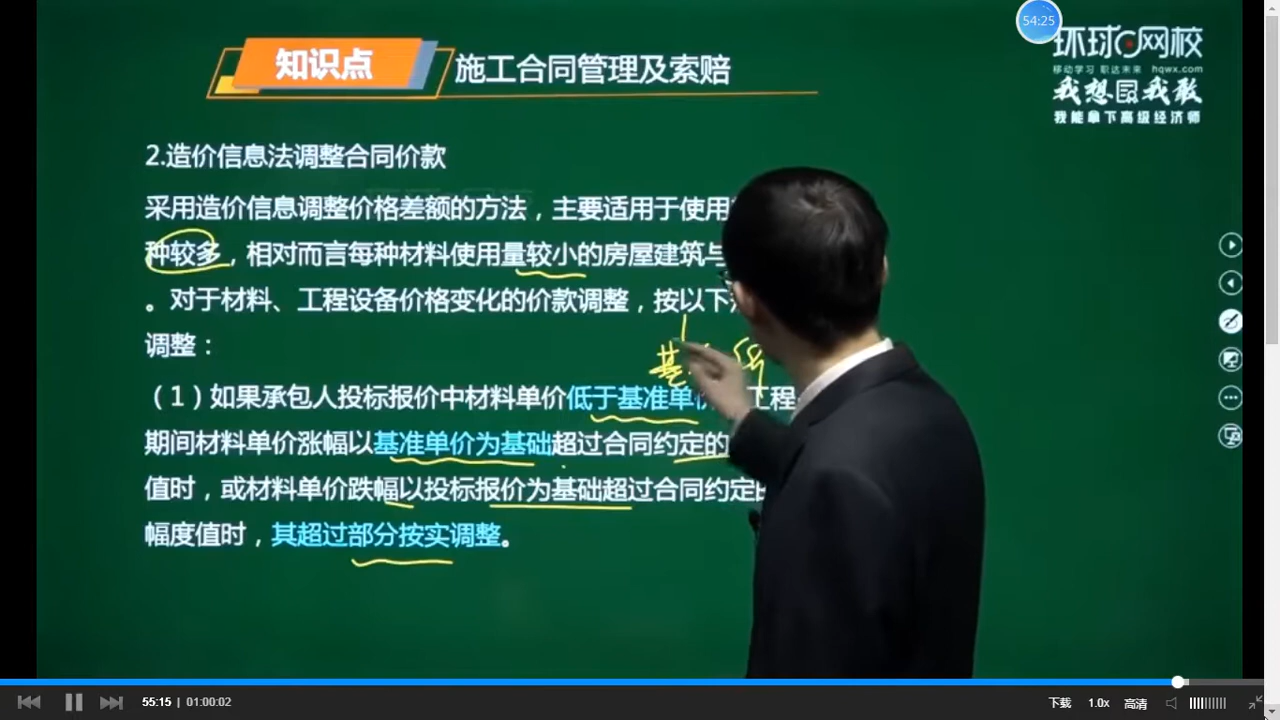 54:25
环球网校
移动学习 职达未来 hqwx.com
我想 我敢
我能拿下高级经济师
知识点
施工合同管理及索赔
2.造价信息法调整合同价款
采用造价信息调整价格差额的方法，主要适用于使用
种较多，相对而言每种材料使用量较小的房屋建筑与
。对于材料、工程设备价格变化的价款调整，按以下
调整：
基
（1）如果承包人投标报价中材料单价低于基准单价 工程
期间材料单价涨幅以基准单价为基础超过合同约定的
值时，或材料单价跌幅以投标报价为基础超过合同约定的
幅度值时，其超过部分按实调整。
55:15 | 01:00:02
下载 1.0x 高清